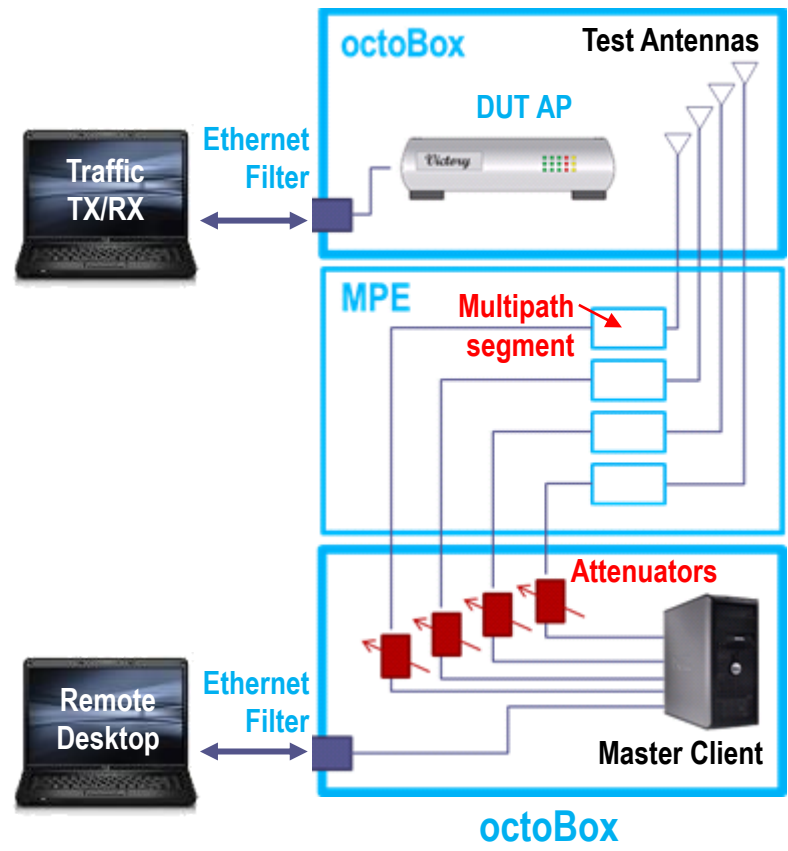 octoBox
Test Antennas
DUT AP
Ethernet
Filter
Traffic
TX/RX
Victory
MPE
Multipath
segment
Attenuators
Remote
Desktop
Ethernet
Filter
Master Client
octoBox